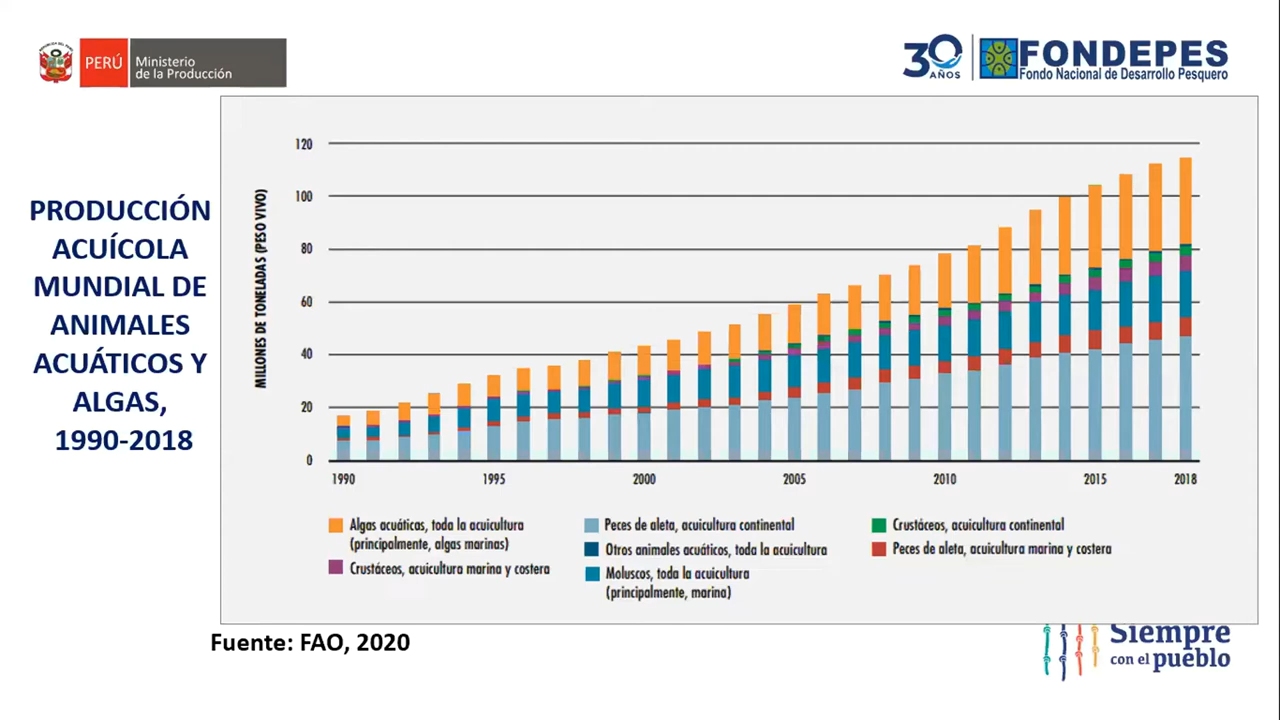 PERÚ
Ministerio
de la Producción
30
AÑOS
FONDEPES
Fondo Nacional de Desarrollo Pesquero
PRODUCCIÓN
ACUÍCOLA
MUNDIAL DE
ANIMALES
ACUÁTICOS Y
ALGAS,
1990-2018
MILLONES DE TONELADAS (PESO VIVO)
120
100
80
60
40
20
0
1990 1995 2000 2005 2010 2015 2018
Algas acuáticas, toda la acuicultura
(principalmente, algas marinas)
Crustáceos, acuicultura marina y costera
Peces de aleta, acuicultura continental
Otros animales acuáticos, toda la acuicultura
Moluscos, toda la acuicultura
(principalmente, marina)
Crustáceos, acuicultura continental
Peces de aleta, acuicultura marina y costera
Fuente: FAO, 2020
Siempre
con el pueblo